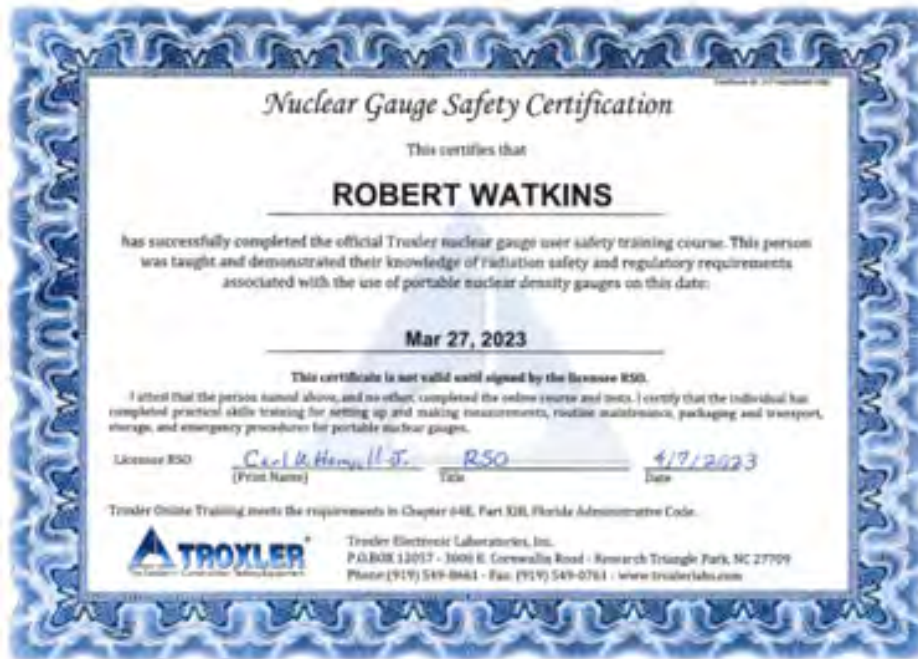 Nuclear Gauge Safety Certification
This certifies that
ROBERT WATKINS
has successfully completed the official Troxler nuclear gauge user safety training course. This person
was taught and demonstrated their knowledge of radiation safety and regulatory requirements
associated with the use of portable nuclear density gauges on this date:
Mar 27, 2023
This certificate is not valid until signed by the licensee RSO.
I attest that the person named above, and no other, completed the online course and tests. I certify that the individual has
completed practical skills training for setting up and making measurements, routine maintenance, packaging and transport,
storage, and emergency procedures for portable nuclear gauges.
Licensee RSO Carl RSO 4/7/2023
(Print Name) Title Date
Troxler Online Training meets the requirements in Chapter 64E, Part XIII, Florida Administrative Code.
TROXLER
Troxler Electronic Laboratories, Inc.
P.O.BOX 12057 - 3008 E. Cornwallis Road - Research Triangle Park, NC 27709
Phone (919) 549-8661 - Fax: (919) 549-0761 - www.troxlerlabs.com